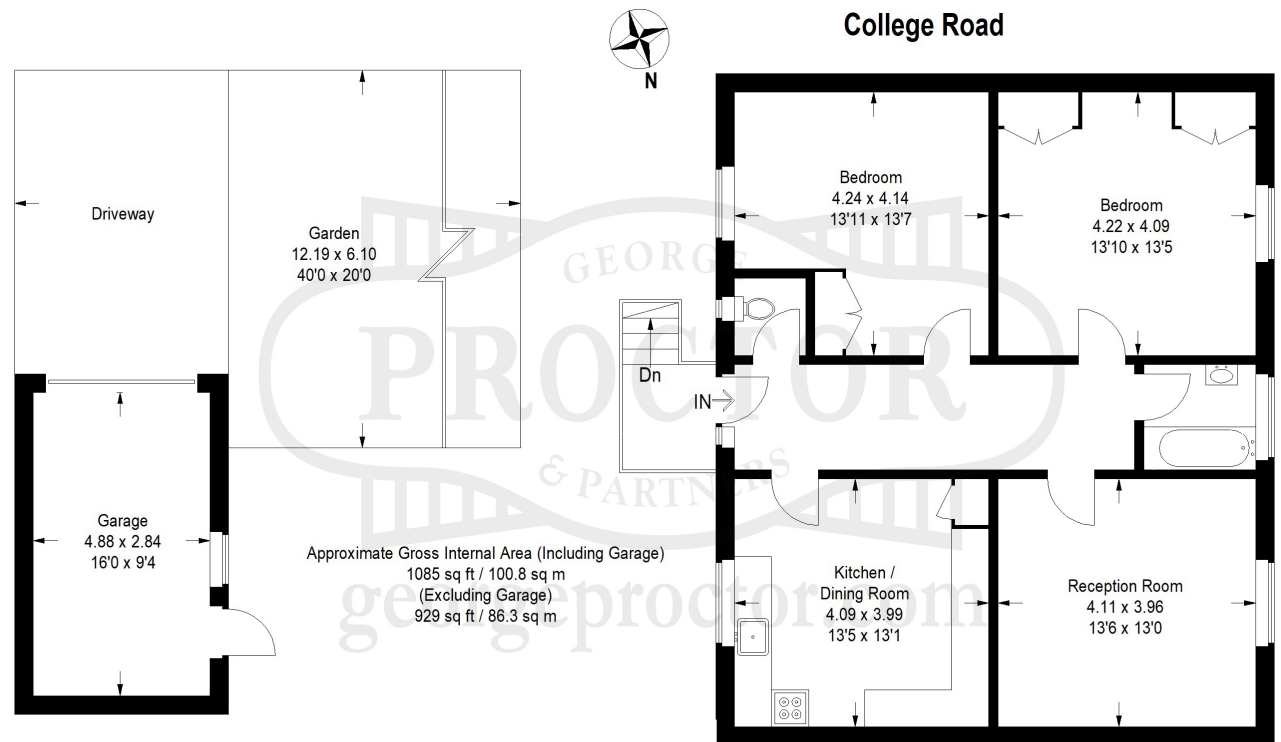 College Road
N
Driveway
Garden
12.19 x 6.10
40'0 x 20'0
Bedroom
4.24 x 4.14
13'11 x 13'7
Bedroom
4.22 x 4.09
13'10 x 13'5
GEORGE
PROCTOR
& PARTNERS
georgeproctor.com
Dn
IN
Garage
4.88 x 2.84
16'0 x 9'4
Approximate Gross Internal Area (Including Garage)
1085 sq ft / 100.8 sq m
(Excluding Garage)
929 sq ft / 86.3 sq m
Kitchen /
Dining Room
4.09 x 3.99
13'5 x 13'1
Reception Room
4.11 x 3.96
13'6 x 13'0